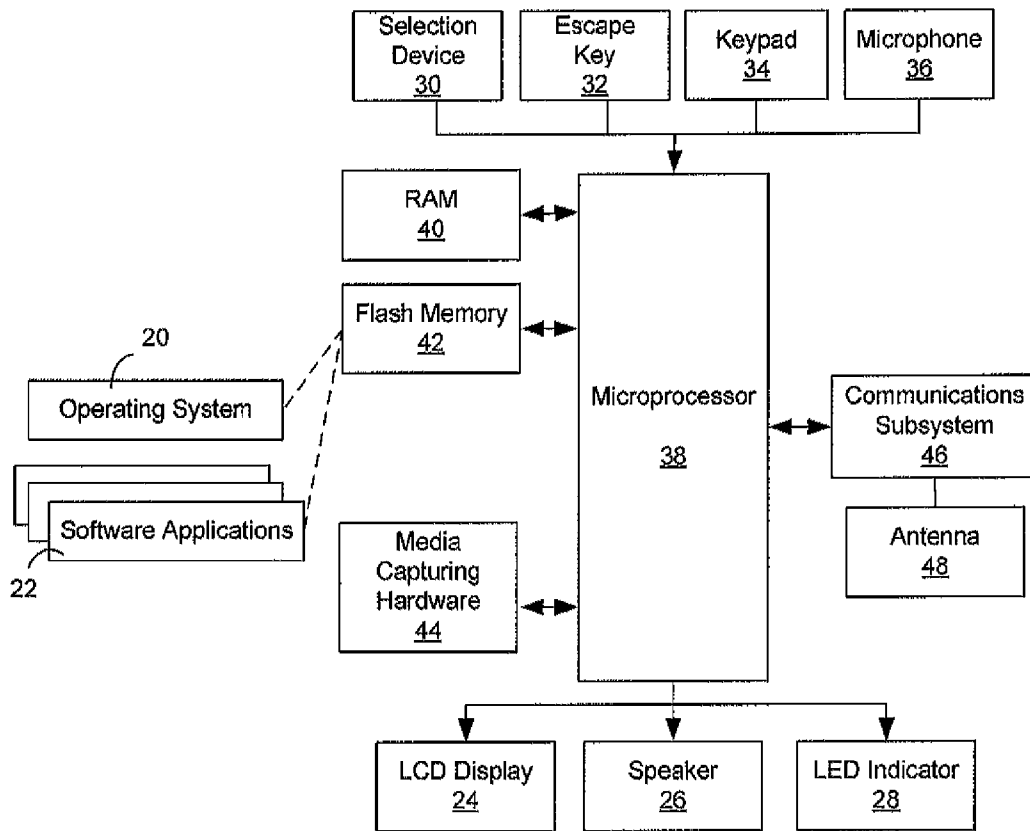 Selection
Device
30
Escape
Key
32
Keypad
34
Microphone
36
RAM
40
Flash Memory
42
20
Operating System
Software Applications
22
Media
Capturing
Hardware
44
Microprocessor
38
Communications
Subsystem
46
Antenna
48
LCD Display
24
Speaker
26
LED Indicator
28